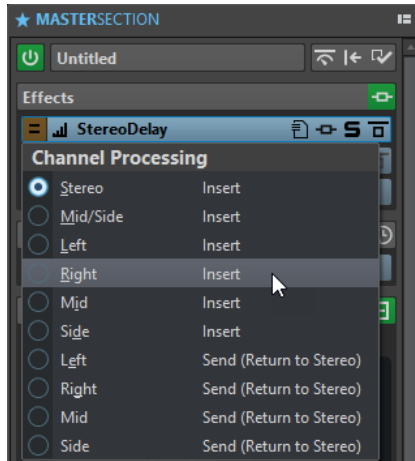 MASTERSECTION
Untitled
Effects
StereoDelay S
Channel Processing
Stereo Insert
Mid/Side Insert
Left Insert
Right Insert
Mid Insert
Side Insert
Left Send (Return to Stereo)
Right Send (Return to Stereo)
Mid Send (Return to Stereo)
Side Send (Return to Stereo)